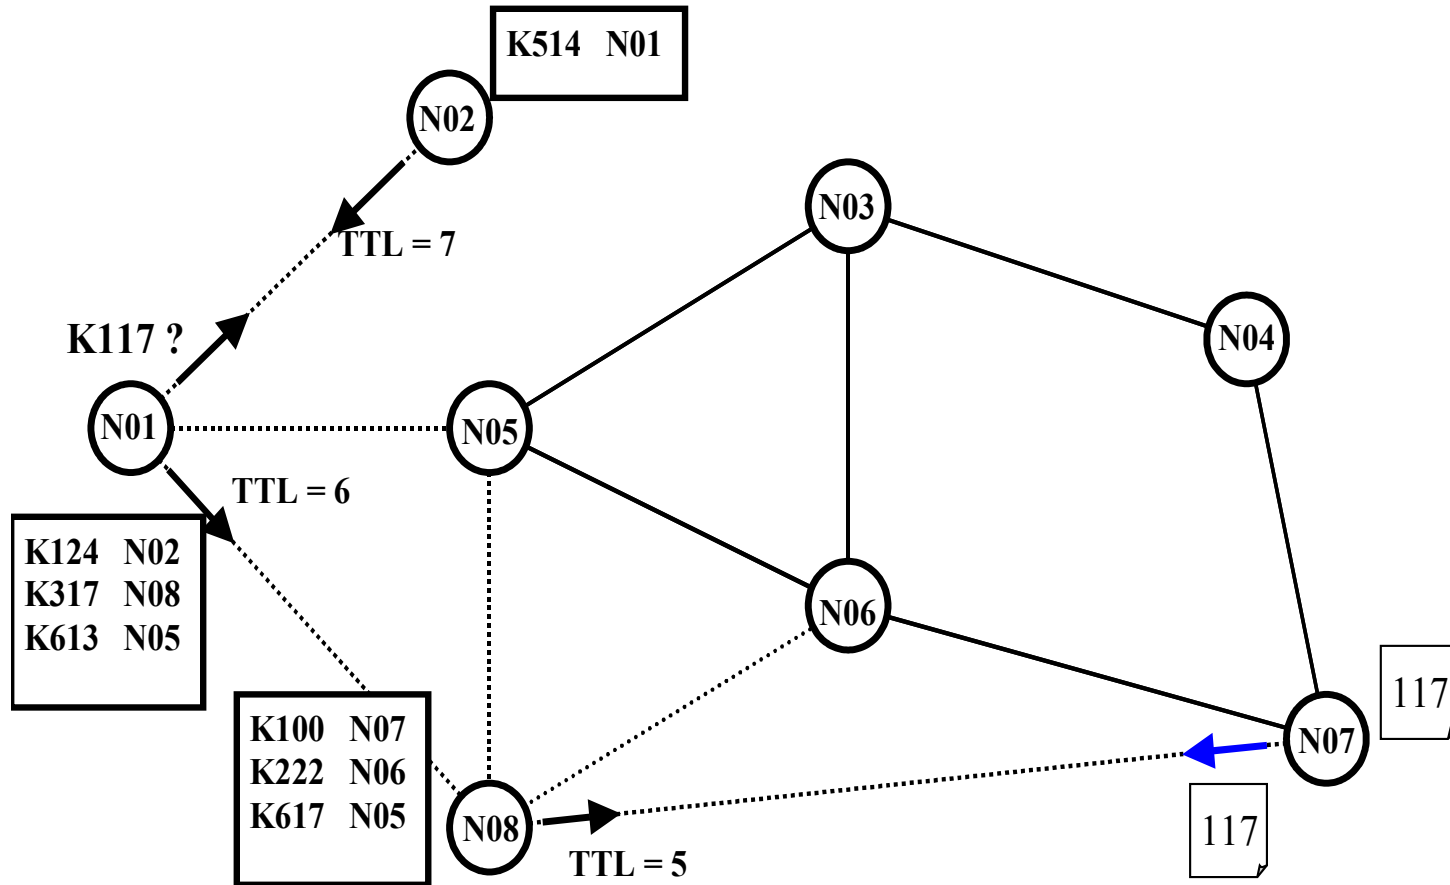 K514 N01
N02
N03
TTL = 7
N04
K117 ?
N01
N05
TTL = 6
K124 N02
K317 N08
K613 N05
N06
117
K100 N07
K222 N06
K617 N05
N07
N08
117
TTL = 5